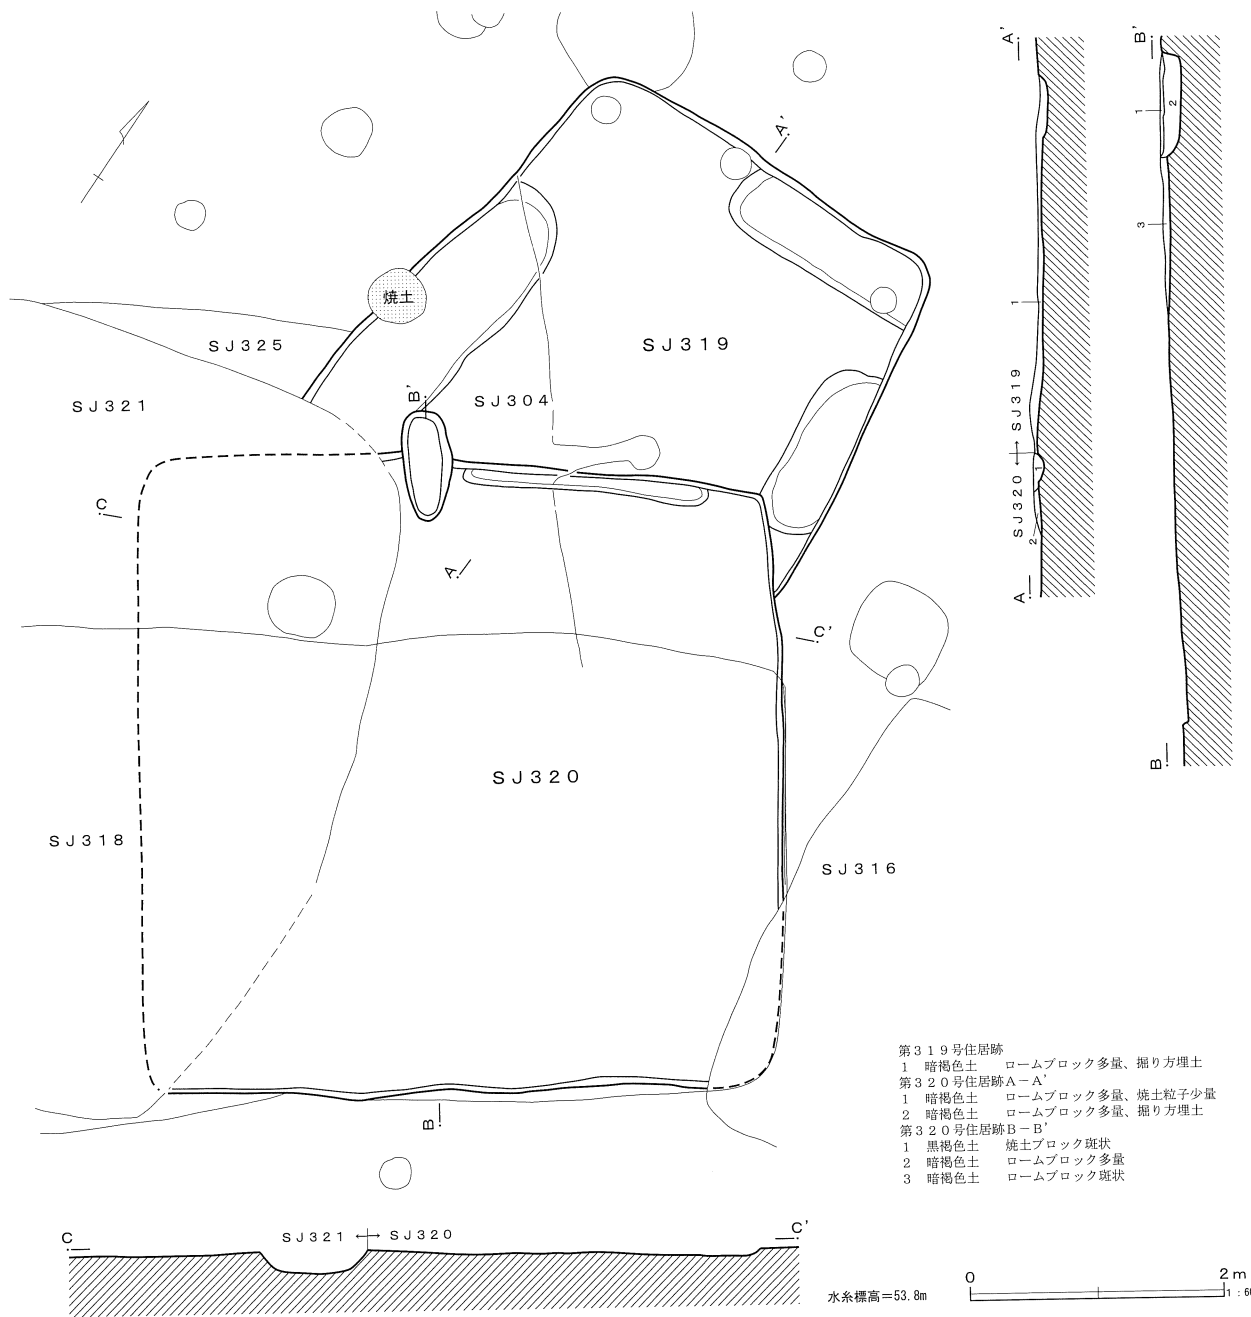 A'
B'
A'
焼土
SJ325
SJ319
SJ321
SJ304
B'
C
A
C'
SJ320
SJ318
SJ316
B
1
SJ320 ↔ SJ319
1
2
A
1
2
3
B
第319号住居跡
1 暗褐色土 ロームブロック多量、掘り方埋土
第320号住居跡A－A'
1 暗褐色土 ロームブロック多量、焼土粒子少量
2 暗褐色土 ロームブロック多量、掘り方埋土
第320号住居跡B－B'
1 黒褐色土 焼土ブロック斑状
2 暗褐色土 ロームブロック多量
3 暗褐色土 ロームブロック斑状
C
SJ321 ↔ SJ320
C'
水糸標高＝53.8m
0 2m